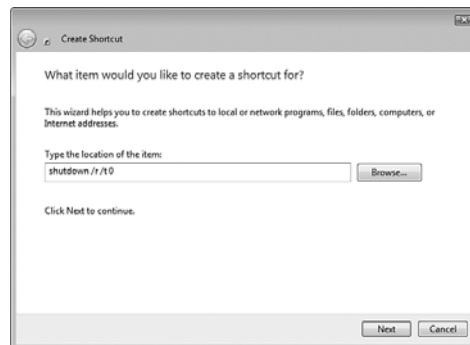 Create Shortcut
What item would you like to create a shortcut for?
This wizard helps you to create shortcuts to local or network programs, files, folders, computers, or
Internet addresses.
Type the location of the item:
shutdown /r /t 0
Browse...
Click Next to continue.
Next
Cancel